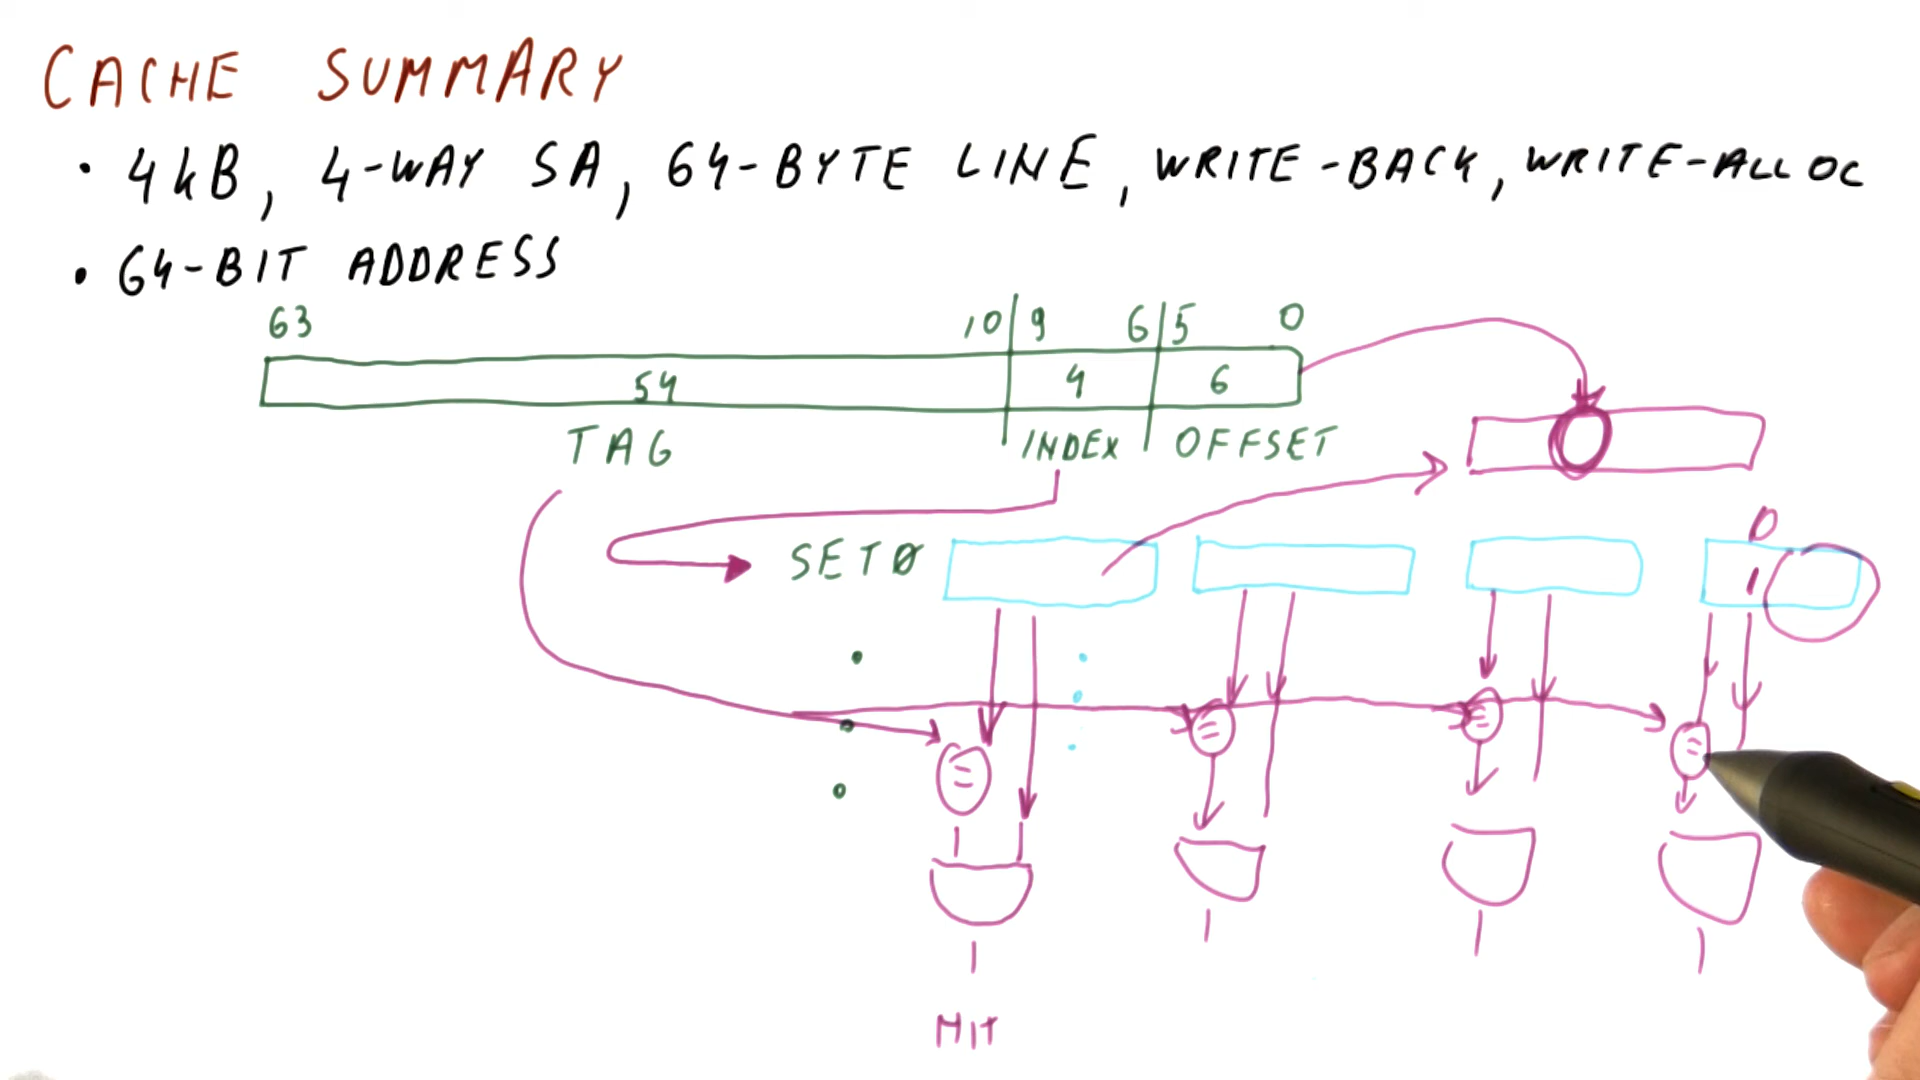 CACHE SUMMARY
• 4kB, 4-WAY SA, 64-BYTE LINE, WRITE-BACK, WRITE-ALLOC
• 64-BIT ADDRESS
63 10 9 6 5 0
54 4 6
TAG INDEX OFFSET
0
SET0
1
= = = =
HIT